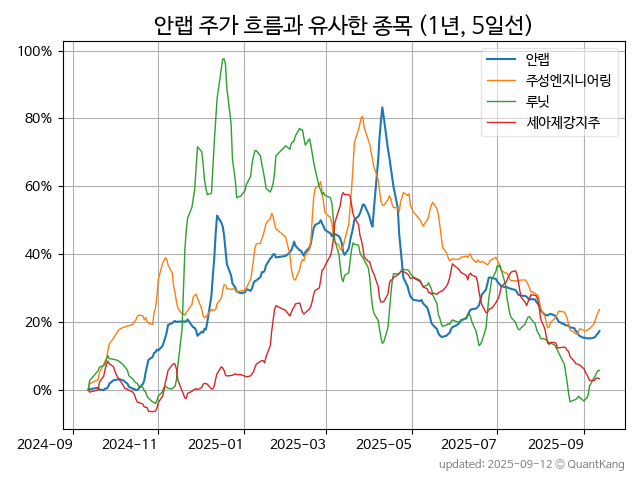 안랩 주가 흐름과 유사한 종목 (1년, 5일선)
100%
80%
60%
40%
20%
0%
안랩
주성엔지니어링
루닛
세아제강지주
2024-09
2024-11
2025-01
2025-03
2025-05
2025-07
2025-09
updated: 2025-09-12 © QuantKang